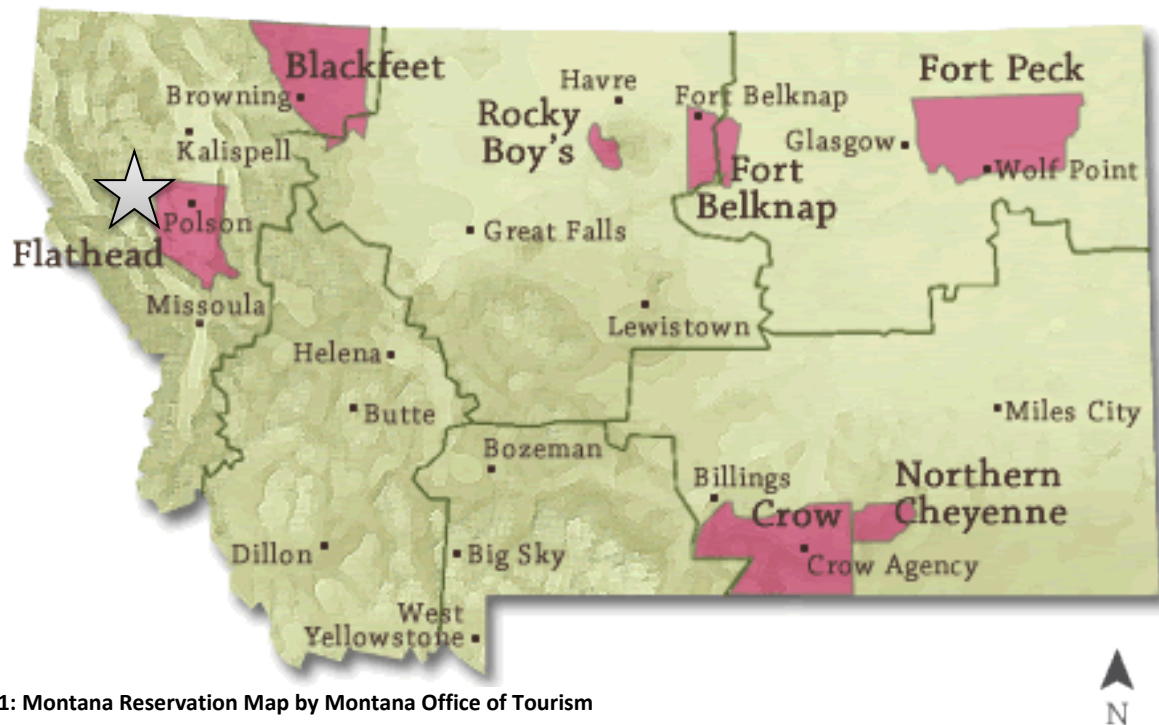 Blackfeet
Browning
Kalispell
Polson
Flathead
Missoula
Havre
Rocky
Boy's
Fort Belknap
Fort
Belknap
Fort Peck
Glasgow
Wolf Point
Great Falls
Lewistown
Helena
Butte
Bozeman
Miles City
Billings
Northern
Cheyenne
Crow
Crow Agency
Dillon
Big Sky
West
Yellowstone
N
1: Montana Reservation Map by Montana Office of Tourism